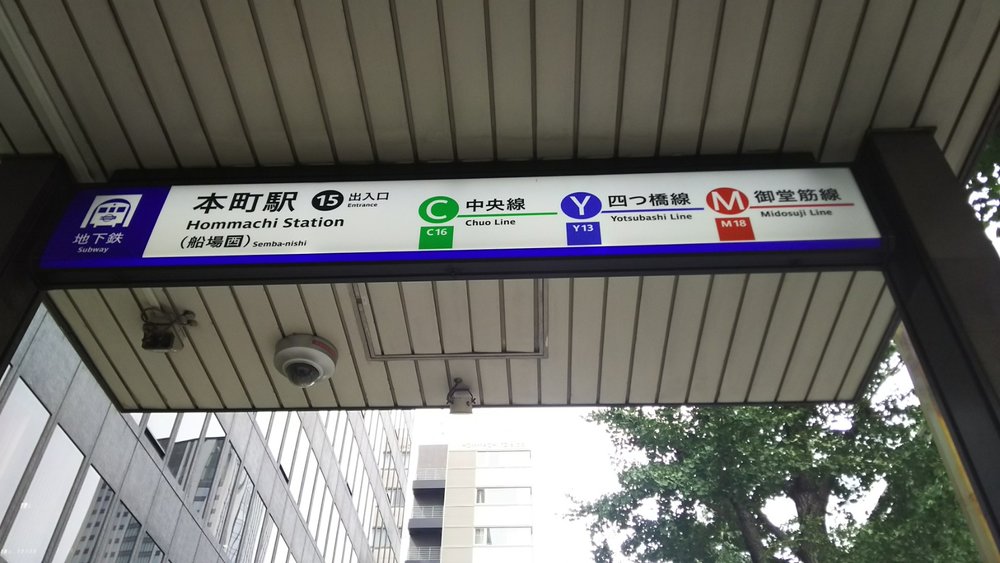 地下鉄
Subway
本町駅 15 出入口
Entrance
Hommachi Station
(船場西) Semba-nishi
C 中央線
Chuo Line
C16
Y 四つ橋線
Yotsubashi Line
Y13
M 御堂筋線
Midosuji Line
M18